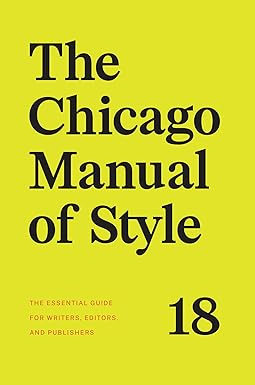 The
Chicago
Manual
of Style
THE ESSENTIAL GUIDE
FOR WRITERS, EDITORS,
AND PUBLISHERS
18